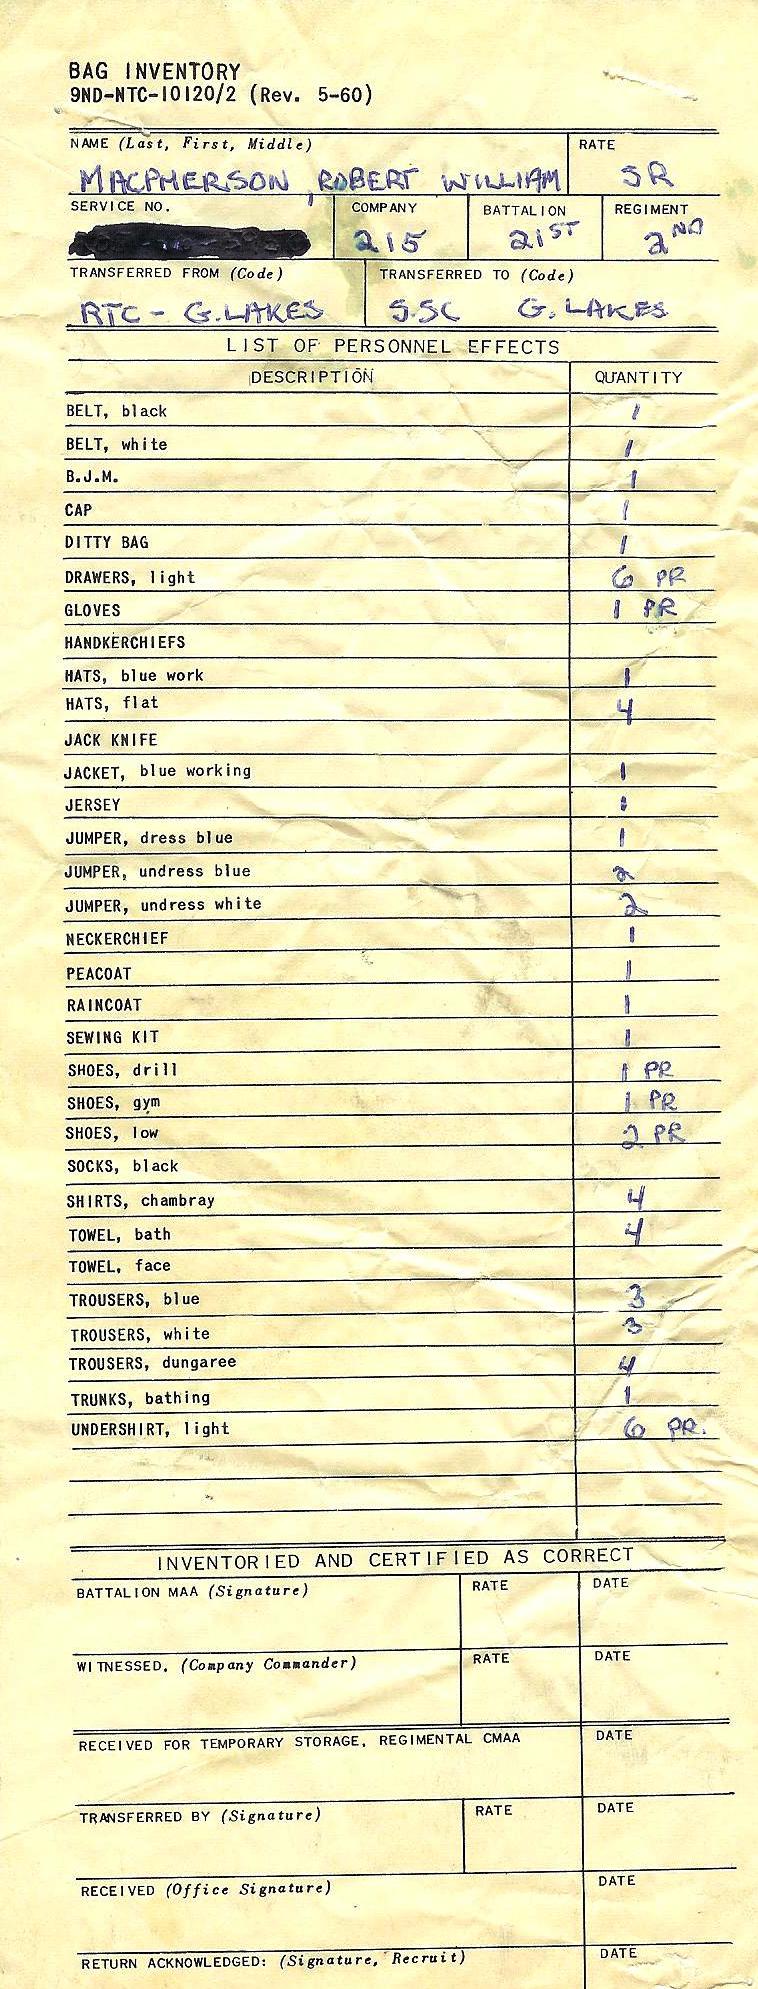 BAG INVENTORY
9ND-NTC-10120/2 (Rev. 5-60)
NAME (Last, First, Middle) RATE
MACPHERSON, ROBERT WILLIAM SR
SERVICE NO. COMPANY BATTALION REGIMENT
215 21ST 2ND
TRANSFERRED FROM (Code) TRANSFERRED TO (Code)
RTC - G.LAKES SSC G. LAKES
LIST OF PERSONNEL EFFECTS
DESCRIPTION QUANTITY
BELT, black 1
BELT, white 1
B.J.M. 1
CAP 1
DITTY BAG 1
DRAWERS, light 6 PR
GLOVES 1 PR
HANDKERCHIEFS
HATS, blue work 1
HATS, flat 4
JACK KNIFE
JACKET, blue working 1
JERSEY 1
JUMPER, dress blue 1
JUMPER, undress blue 2
JUMPER, undress white 2
NECKERCHIEF 1
PEACOAT 1
RAINCOAT 1
SEWING KIT 1
SHOES, drill 1 PR
SHOES, gym 1 PR
SHOES, low 2 PR
SOCKS, black
SHIRTS, chambray 4
TOWEL, bath 4
TOWEL, face
TROUSERS, blue 3
TROUSERS, white 3
TROUSERS, dungaree 4
TRUNKS, bathing 1
UNDERSHIRT, light 6 PR.
INVENTORIED AND CERTIFIED AS CORRECT
BATTALION MAA (Signature) RATE DATE
WITNESSED, (Company Commander) RATE DATE
RECEIVED FOR TEMPORARY STORAGE, REGIMENTAL CMAA DATE
TRANSFERRED BY (Signature) RATE DATE
RECEIVED (Office Signature) DATE
RETURN ACKNOWLEDGED: (Signature, Recruit) DATE